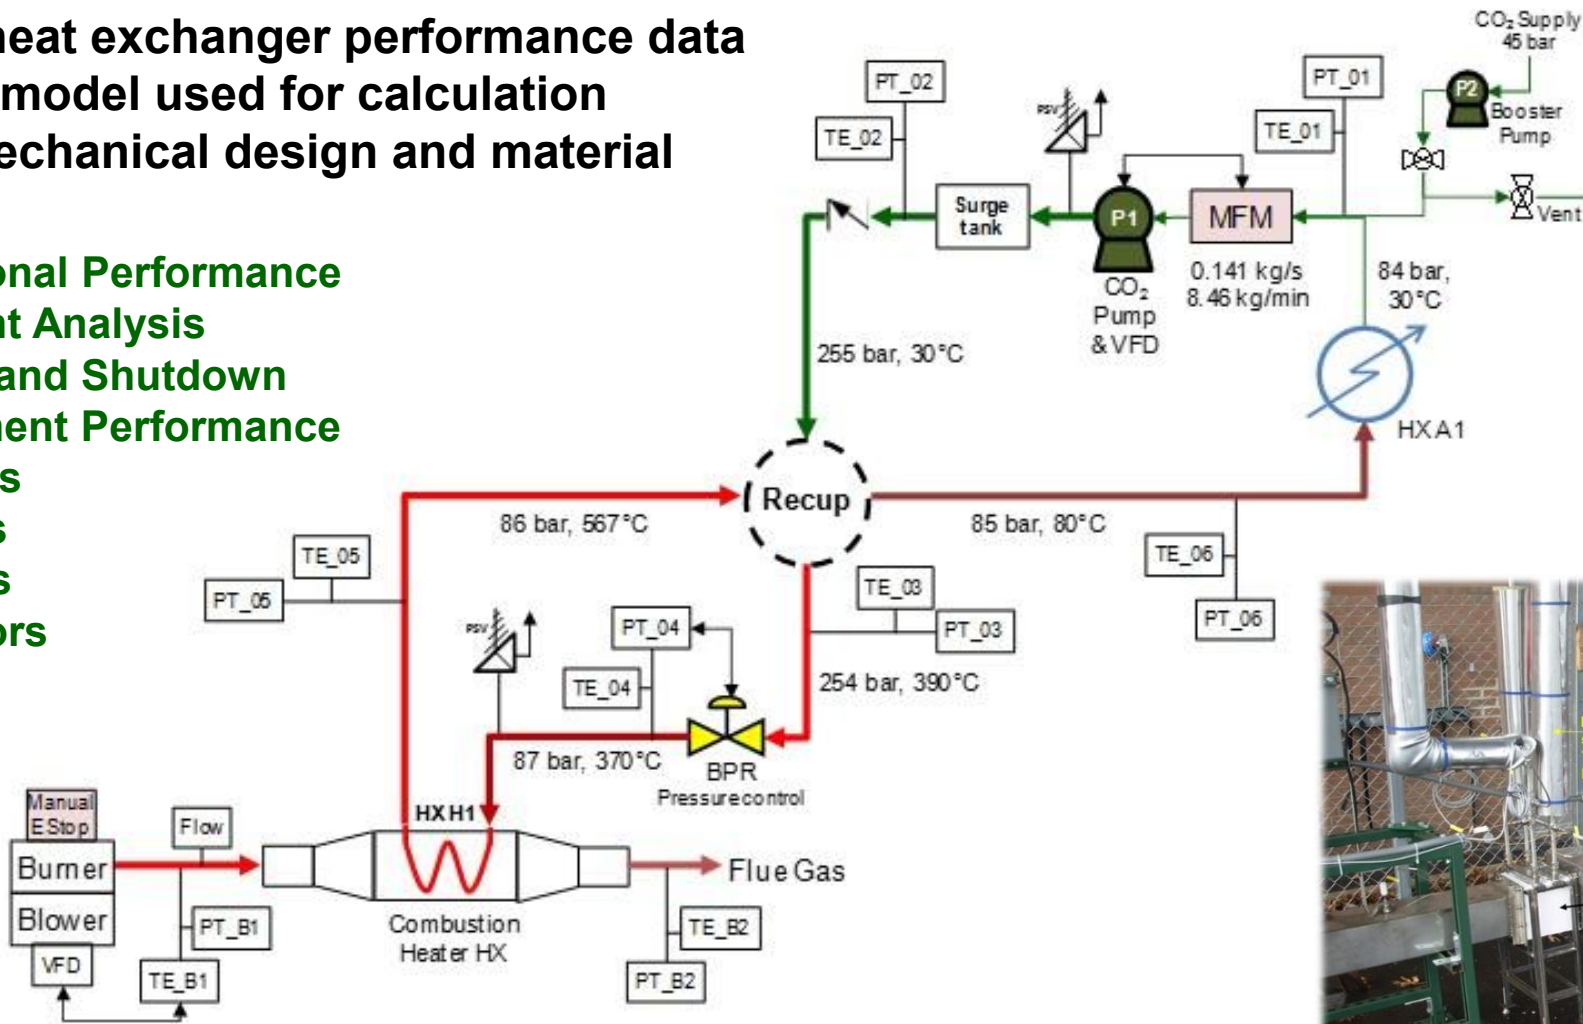 heat exchanger performance data
model used for calculation
mechanical design and material
onal Performance
nt Analysis
and Shutdown
nent Performance
s
s
s
ors
CO₂ Supply
45 bar
P2
Booster
Pump
Vent
PT_01
TE_01
PT_02
TE_02
PSV
Surge
tank
P1
MFM
CO₂
Pump
& VFD
0.141 kg/s
8.46 kg/min
84 bar,
30°C
HXA1
255 bar, 30°C
Recup
86 bar, 567°C
85 bar, 80°C
TE_05
PT_05
TE_06
PT_06
TE_03
PT_03
PSV
PT_04
TE_04
254 bar, 390°C
87 bar, 370°C
BPR
Pressure control
HXH1
Manual
EStop
Burner
Blower
VFD
Flow
PT_B1
TE_B1
Combustion
Heater HX
Flue Gas
TE_B2
PT_B2